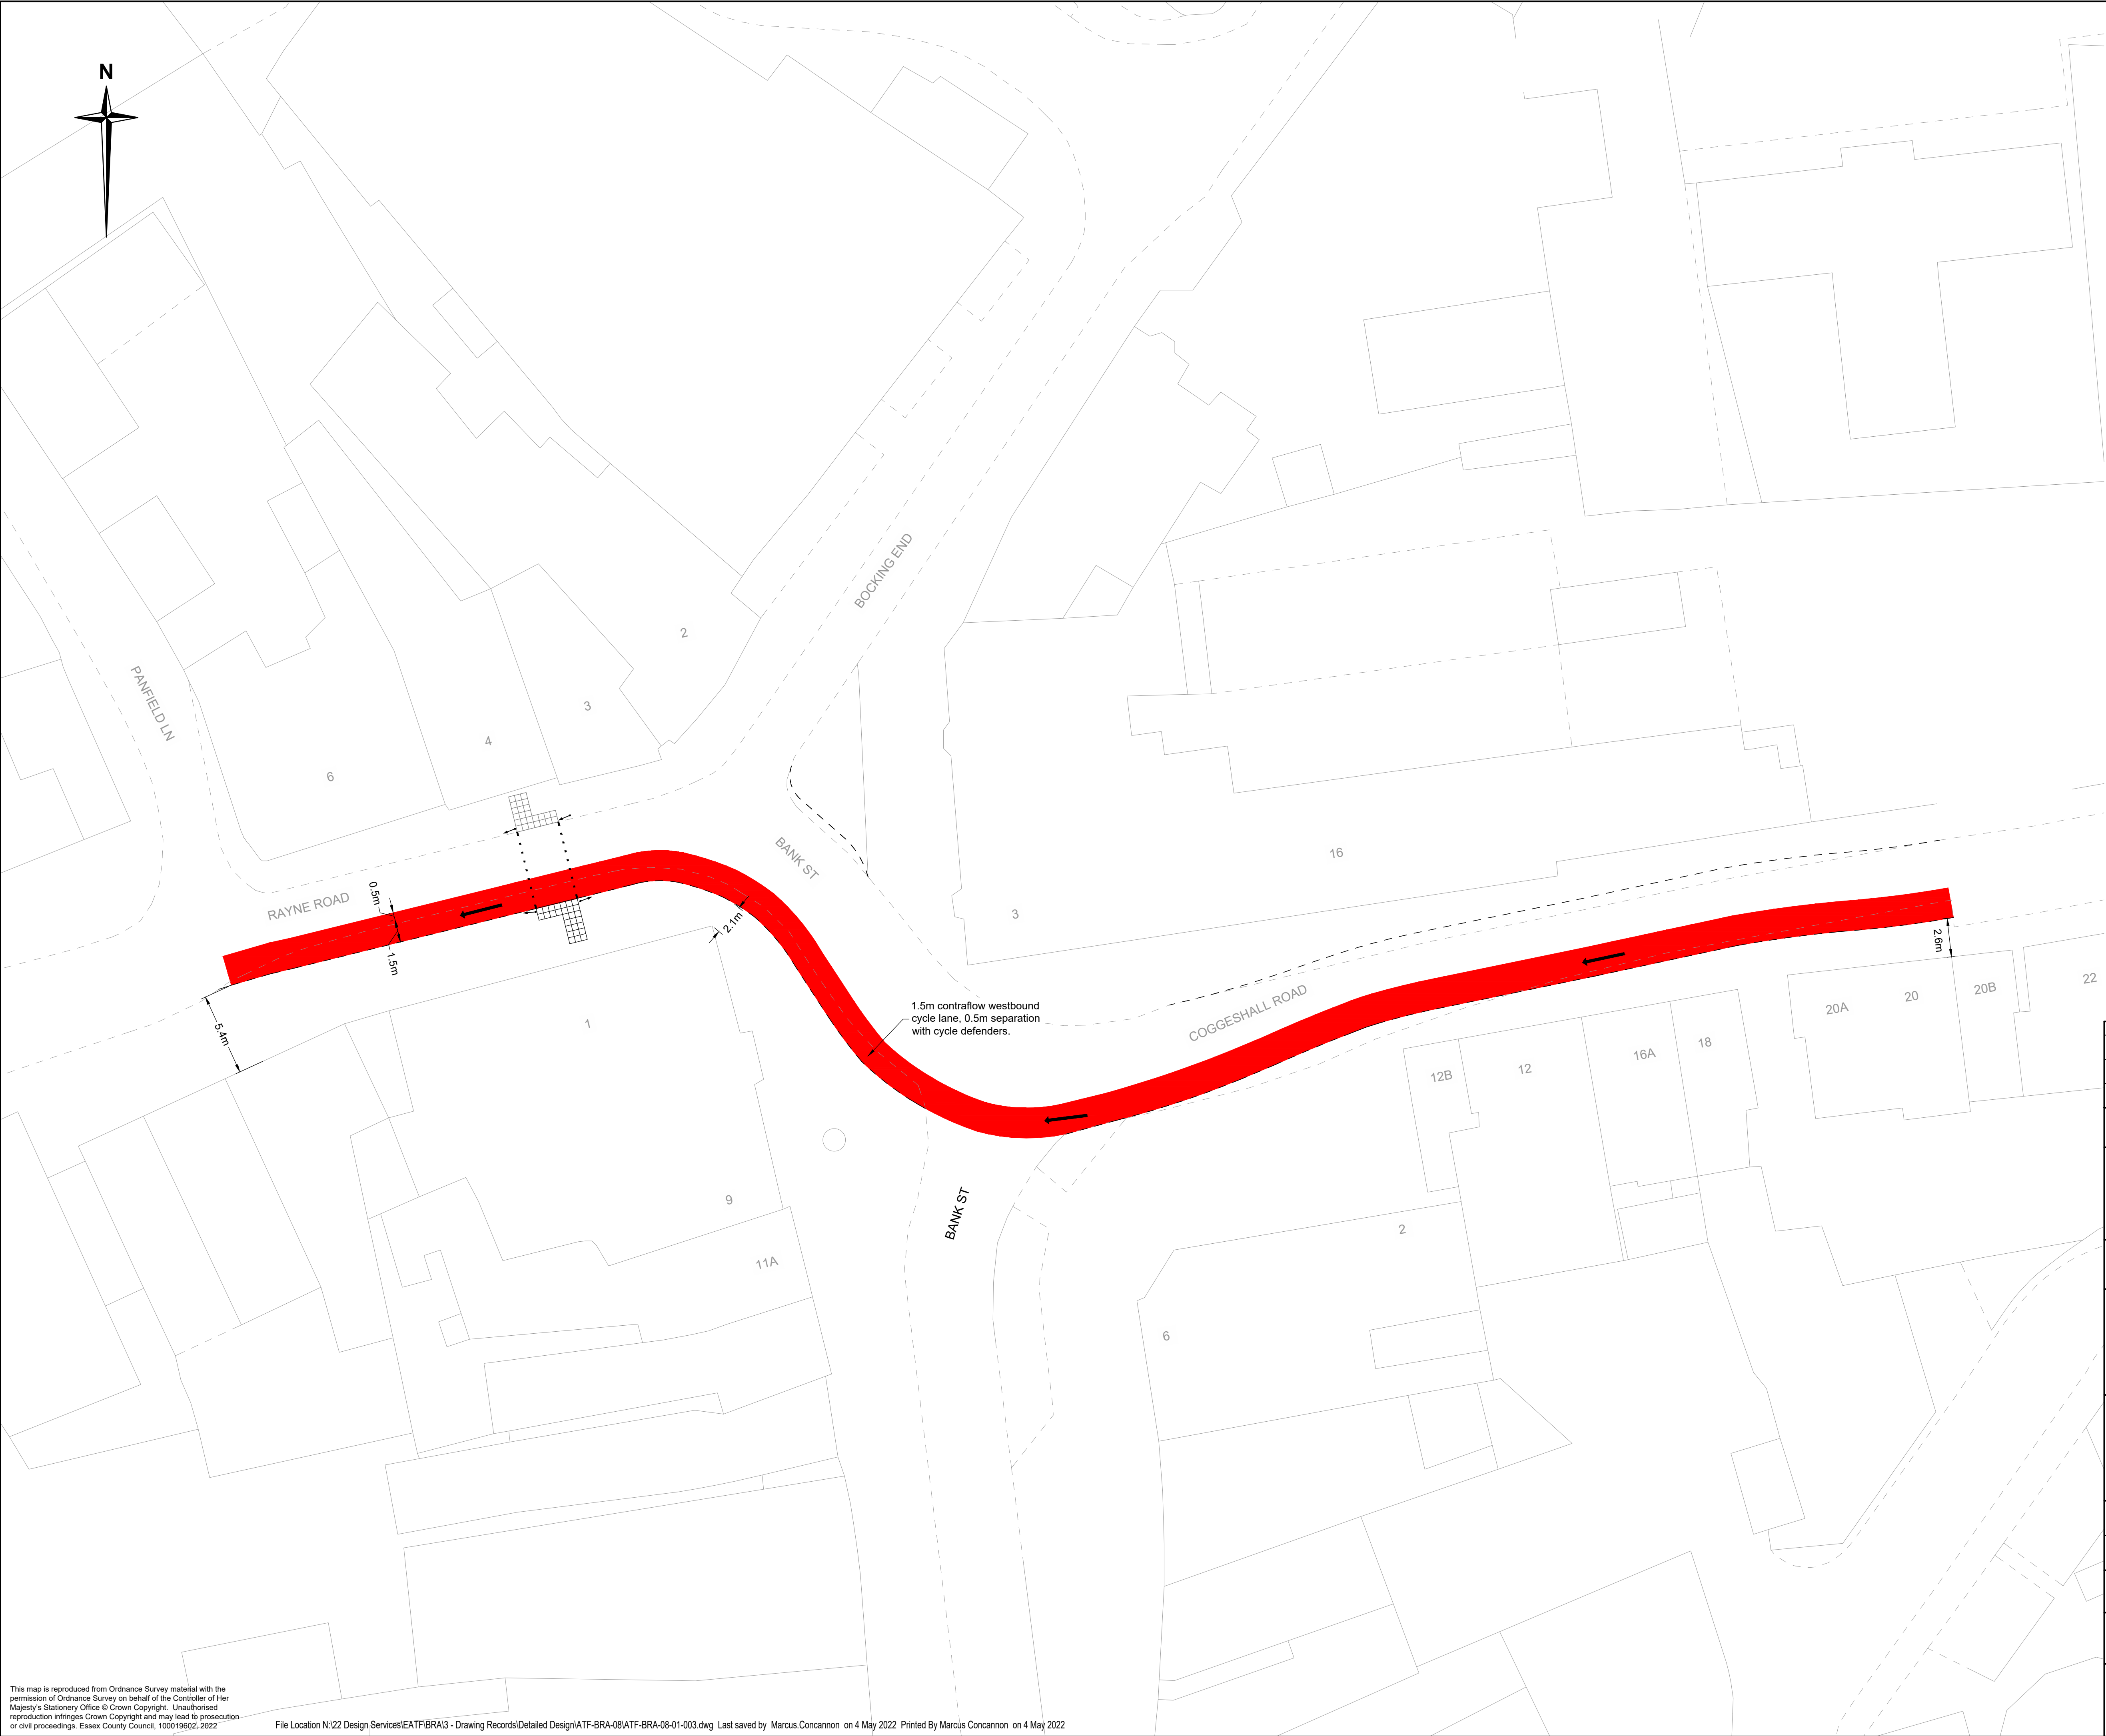 N
BOCKING END
PANFIELD LN
2
3
4
6
BANK ST
16
RAYNE ROAD
0.5m
1.5m
2.1m
3
2.6m
20A
20
20B
22
1.5m contraflow westbound
cycle lane, 0.5m separation
with cycle defenders.
COGGESHALL ROAD
5.4m
1
12B
12
16A
18
9
BANK ST
2
11A
6
This map is reproduced from Ordnance Survey material with the
permission of Ordnance Survey on behalf of the Controller of Her
Majesty's Stationery Office © Crown Copyright. Unauthorised
reproduction infringes Crown Copyright and may lead to prosecution
or civil proceedings. Essex County Council, 100019602, 2022
File Location N:\22 Design Services\EATF\BRA\3 - Drawing Records\Detailed Design\ATF-BRA-08\ATF-BRA-08-01-003.dwg Last saved by Marcus.Concannon on 4 May 2022 Printed By Marcus Concannon on 4 May 2022